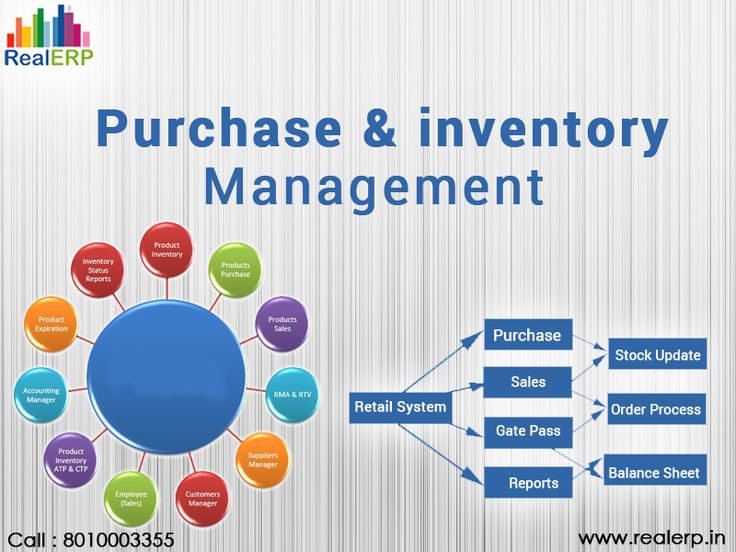 RealERP
Purchase & inventory
Management
Product
Inventory
Products
Purchase
Products
Sales
RMA & RTV
Suppliers
Manager
Customers
Manager
Employee
(Sales)
Product
Inventory
ATP & CTP
Accounting
Manager
Product
Expiration
Inventory
Status
Reports
Retail System
Purchase
Sales
Gate Pass
Reports
Stock Update
Order Process
Balance Sheet
Call : 8010003355
www.realerp.in